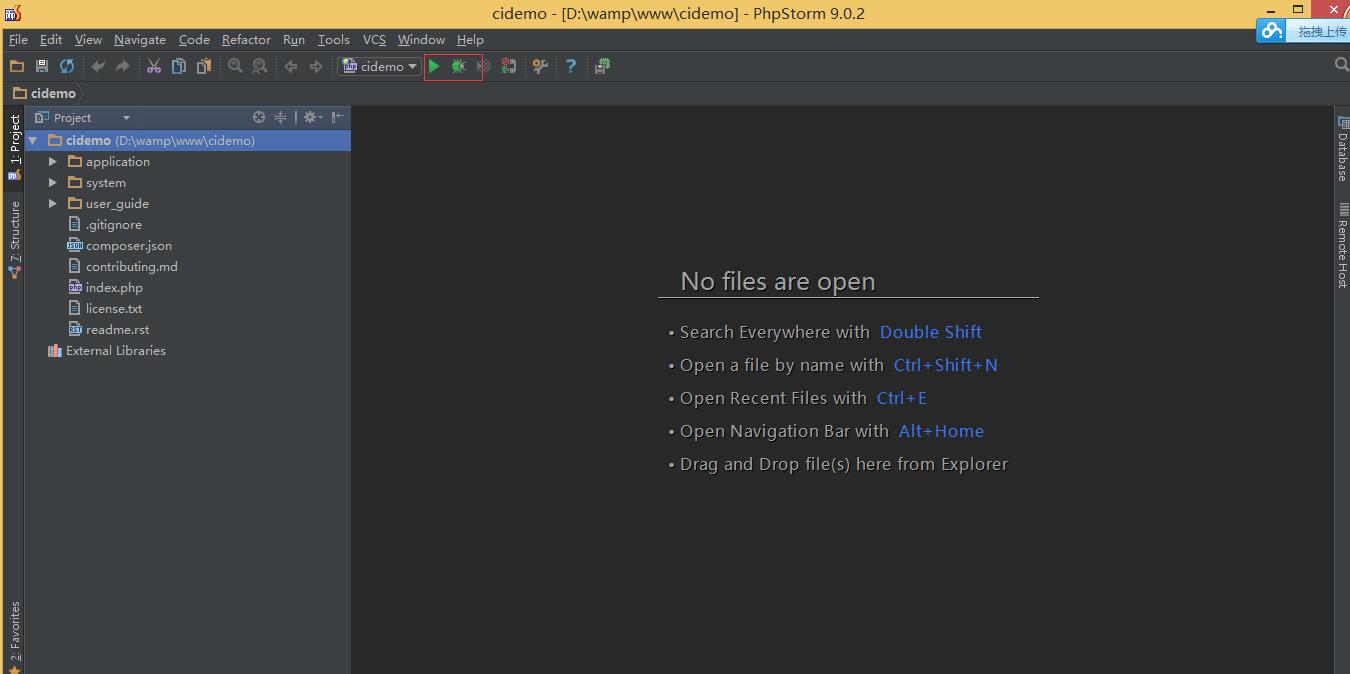 cidemo - [D:\wamp\www\cidemo] - PhpStorm 9.0.2
拖拽上传
File Edit View Navigate Code Refactor Run Tools VCS Window Help
cidemo
cidemo
Project
1: Project
7: Structure
2: Favorites
cidemo (D:\wamp\www\cidemo)
application
system
user_guide
.gitignore
composer.json
contributing.md
index.php
license.txt
readme.rst
External Libraries
No files are open
• Search Everywhere with Double Shift
• Open a file by name with Ctrl+Shift+N
• Open Recent Files with Ctrl+E
• Open Navigation Bar with Alt+Home
• Drag and Drop file(s) here from Explorer
Database
Remote Host